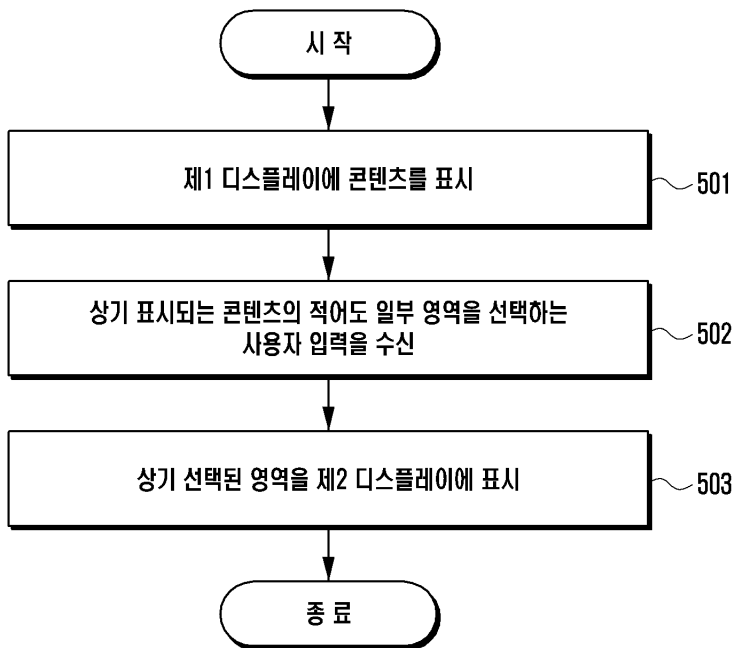 시 작
제1 디스플레이에 콘텐츠를 표시
501
상기 표시되는 콘텐츠의 적어도 일부 영역을 선택하는
사용자 입력을 수신
502
상기 선택된 영역을 제2 디스플레이에 표시
503
종 료